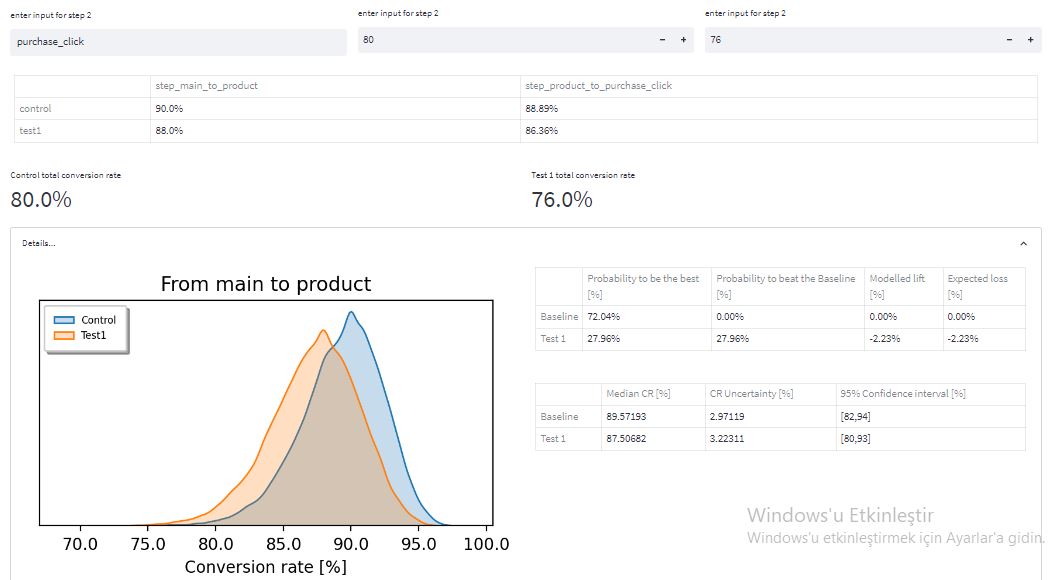 enter input for step 2
enter input for step 2
enter input for step 2
purchase_click
80 − +
76 − +
step_main_to_product step_product_to_purchase_click
control 90.0% 88.89%
test1 88.0% 86.36%
Control total conversion rate
80.0%
Test 1 total conversion rate
76.0%
Details...
From main to product
Control
Test1
70.0 75.0 80.0 85.0 90.0 95.0 100.0
Conversion rate [%]
Probability to be the best Probability to beat the Baseline Modelled lift Expected loss
[%] [%] [%] [%]
Baseline 72.04% 0.00% 0.00% 0.00%
Test 1 27.96% 27.96% -2.23% -2.23%
Median CR [%] CR Uncertainty [%] 95% Confidence interval [%]
Baseline 89.57193 2.97119 [82,94]
Test 1 87.50682 3.22311 [80,93]
Windows'u Etkinleştir
Windows'u etkinleştirmek için Ayarlar'a gidin.